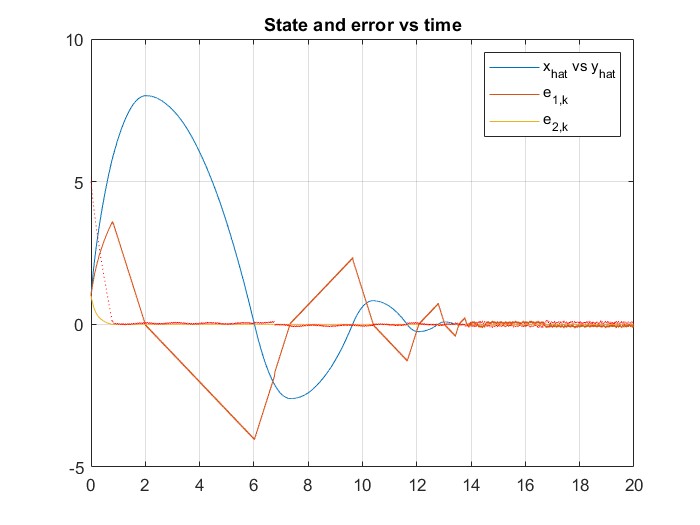 State and error vs time
10
5
0
-5
0 2 4 6 8 10 12 14 16 18 20
x_hat vs y_hat
e_1,k
e_2,k